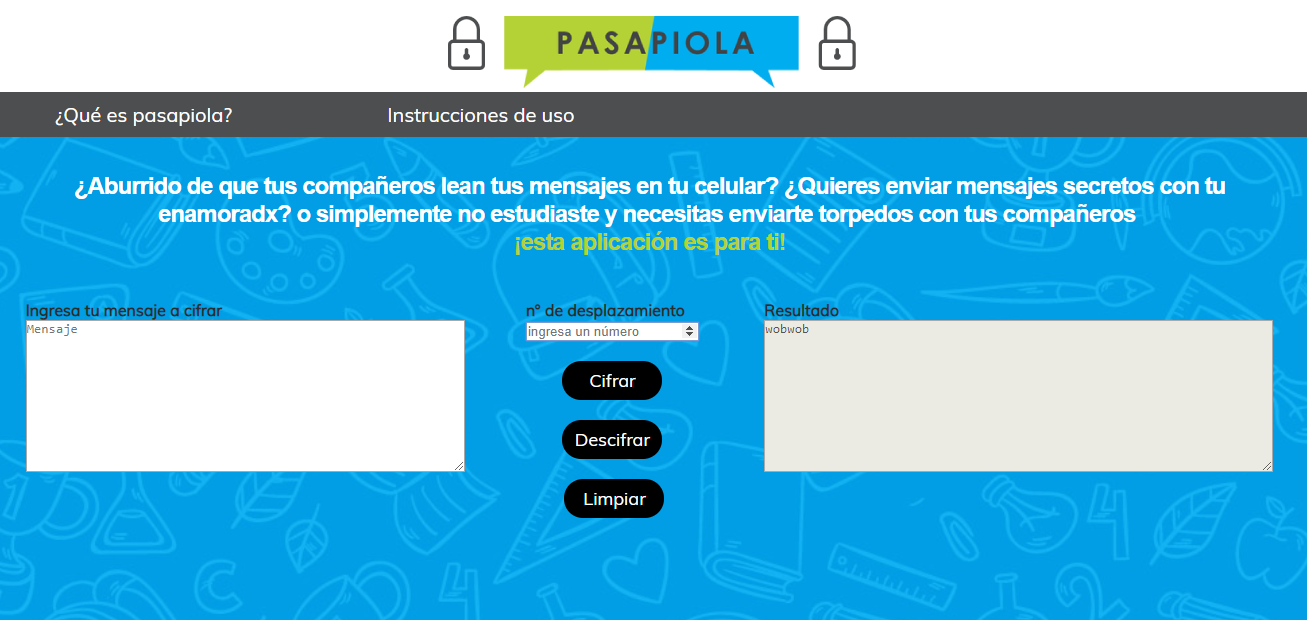 PASAPIOLA
¿Qué es pasapiola?
Instrucciones de uso
¿Aburrido de que tus compañeros lean tus mensajes en tu celular? ¿Quieres enviar mensajes secretos con tu
enamoradx? o simplemente no estudiaste y necesitas enviarte torpedos con tus compañeros
¡esta aplicación es para ti!
Ingresa tu mensaje a cifrar
Mensaje
n° de desplazamiento
ingresa un número
Cifrar
Descifrar
Limpiar
Resultado
wobwob